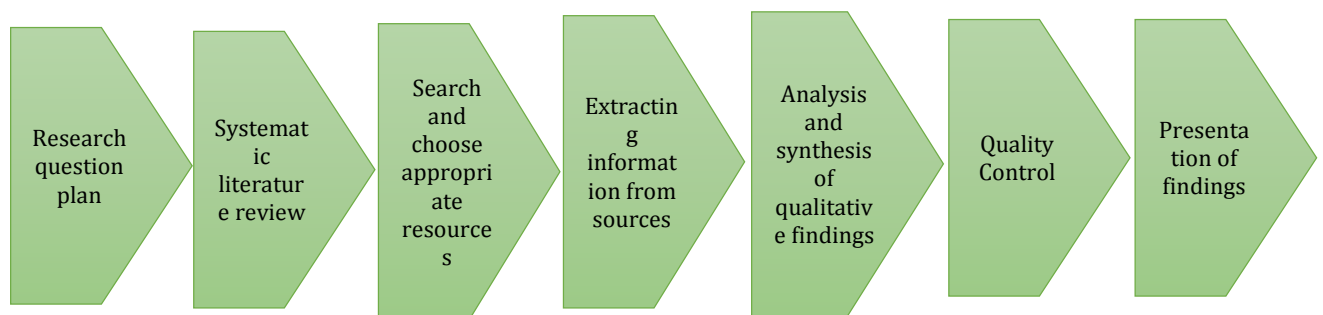 Research
question
plan
Systemat
ic
literatur
e review
Search
and
choose
appropri
ate
resource
s
Extractin
g
informat
ion from
sources
Analysis
and
synthesis
of
qualitativ
e findings
Quality
Control
Presenta
tion of
findings